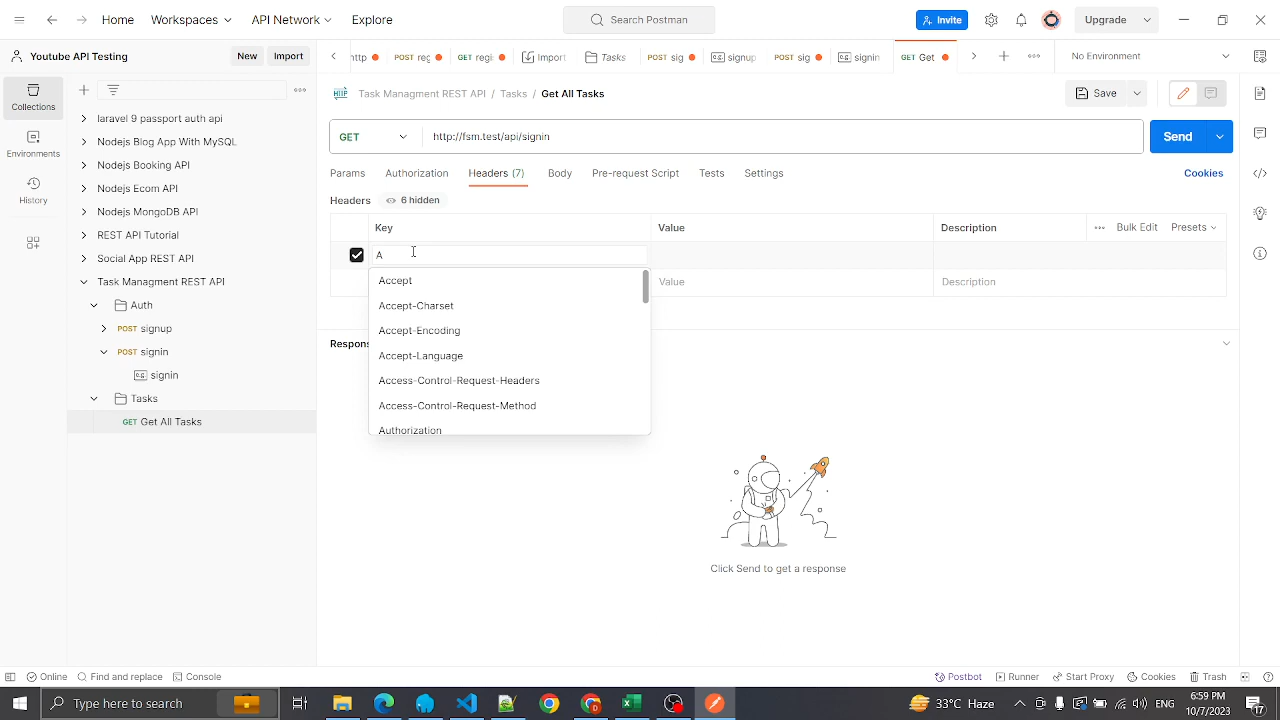 Home Workspaces API Network Explore Search Postman Invite Upgrade
Youtube API Testing New Import http POST reg GET regi Import Tasks POST sig signup POST sig signin GET Get No Environment
Collections
Environments
History
laravel 9 passport auth api
Nodejs Blog App With MySQL
Nodejs Booking API
Nodejs Ecom API
Nodejs MongoDB API
REST API Tutorial
Social App REST API
Task Managment REST API
Auth
POST signup
POST signin
signin
Tasks
GET Get All Tasks
HTTP Task Managment REST API / Tasks / Get All Tasks Save
GET http://fsm.test/api/signin Send
Params Authorization Headers (7) Body Pre-request Script Tests Settings Cookies
Headers 6 hidden
Key Value Description Bulk Edit Presets
A
Value Description
Accept
Accept-Charset
Accept-Encoding
Accept-Language
Access-Control-Request-Headers
Access-Control-Request-Method
Authorization
Respons
Click Send to get a response
Online Find and replace Console Postbot Runner Start Proxy Cookies Trash
Type here to search 33°C Haze ENG 6:59 PM 10/7/2023 17